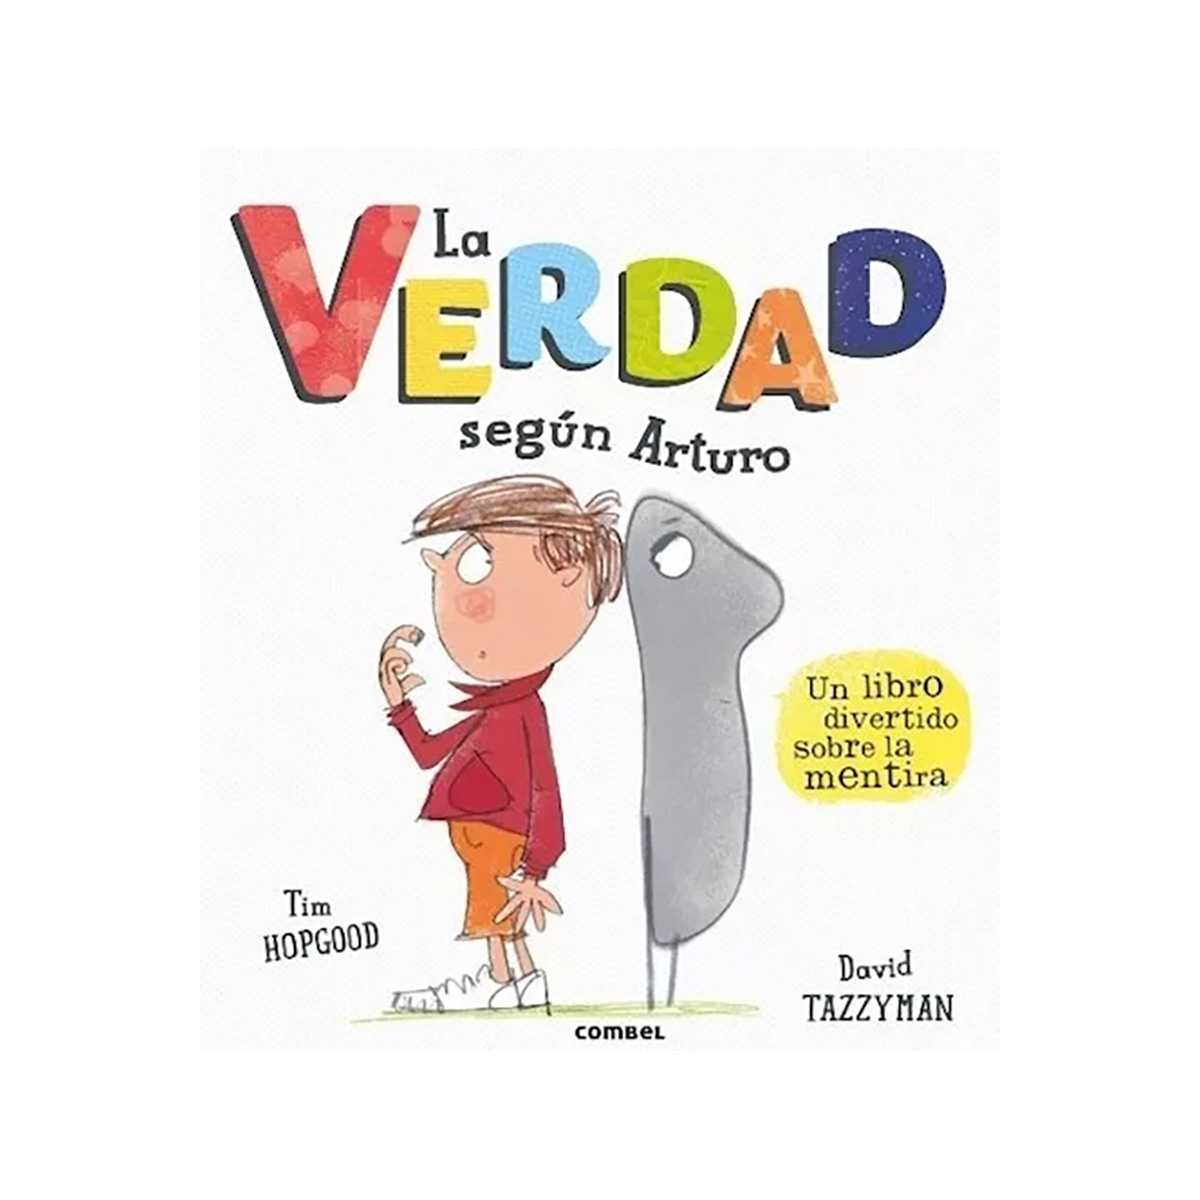 La
VERDAD
según Arturo
Un libro
divertido
sobre la
mentira
Tim
HOPGOOD
David
TAZZYMAN
combel